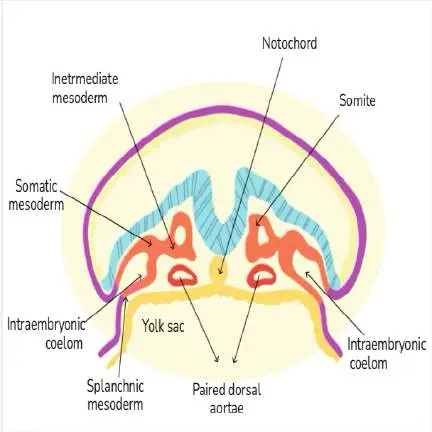 Notochord
Inetrmediate
mesoderm
Somite
Somatic
mesoderm
Intraembryonic
coelom
Yolk sac
Intraembryonic
coelom
Splanchnic
mesoderm
Paired dorsal
aortae